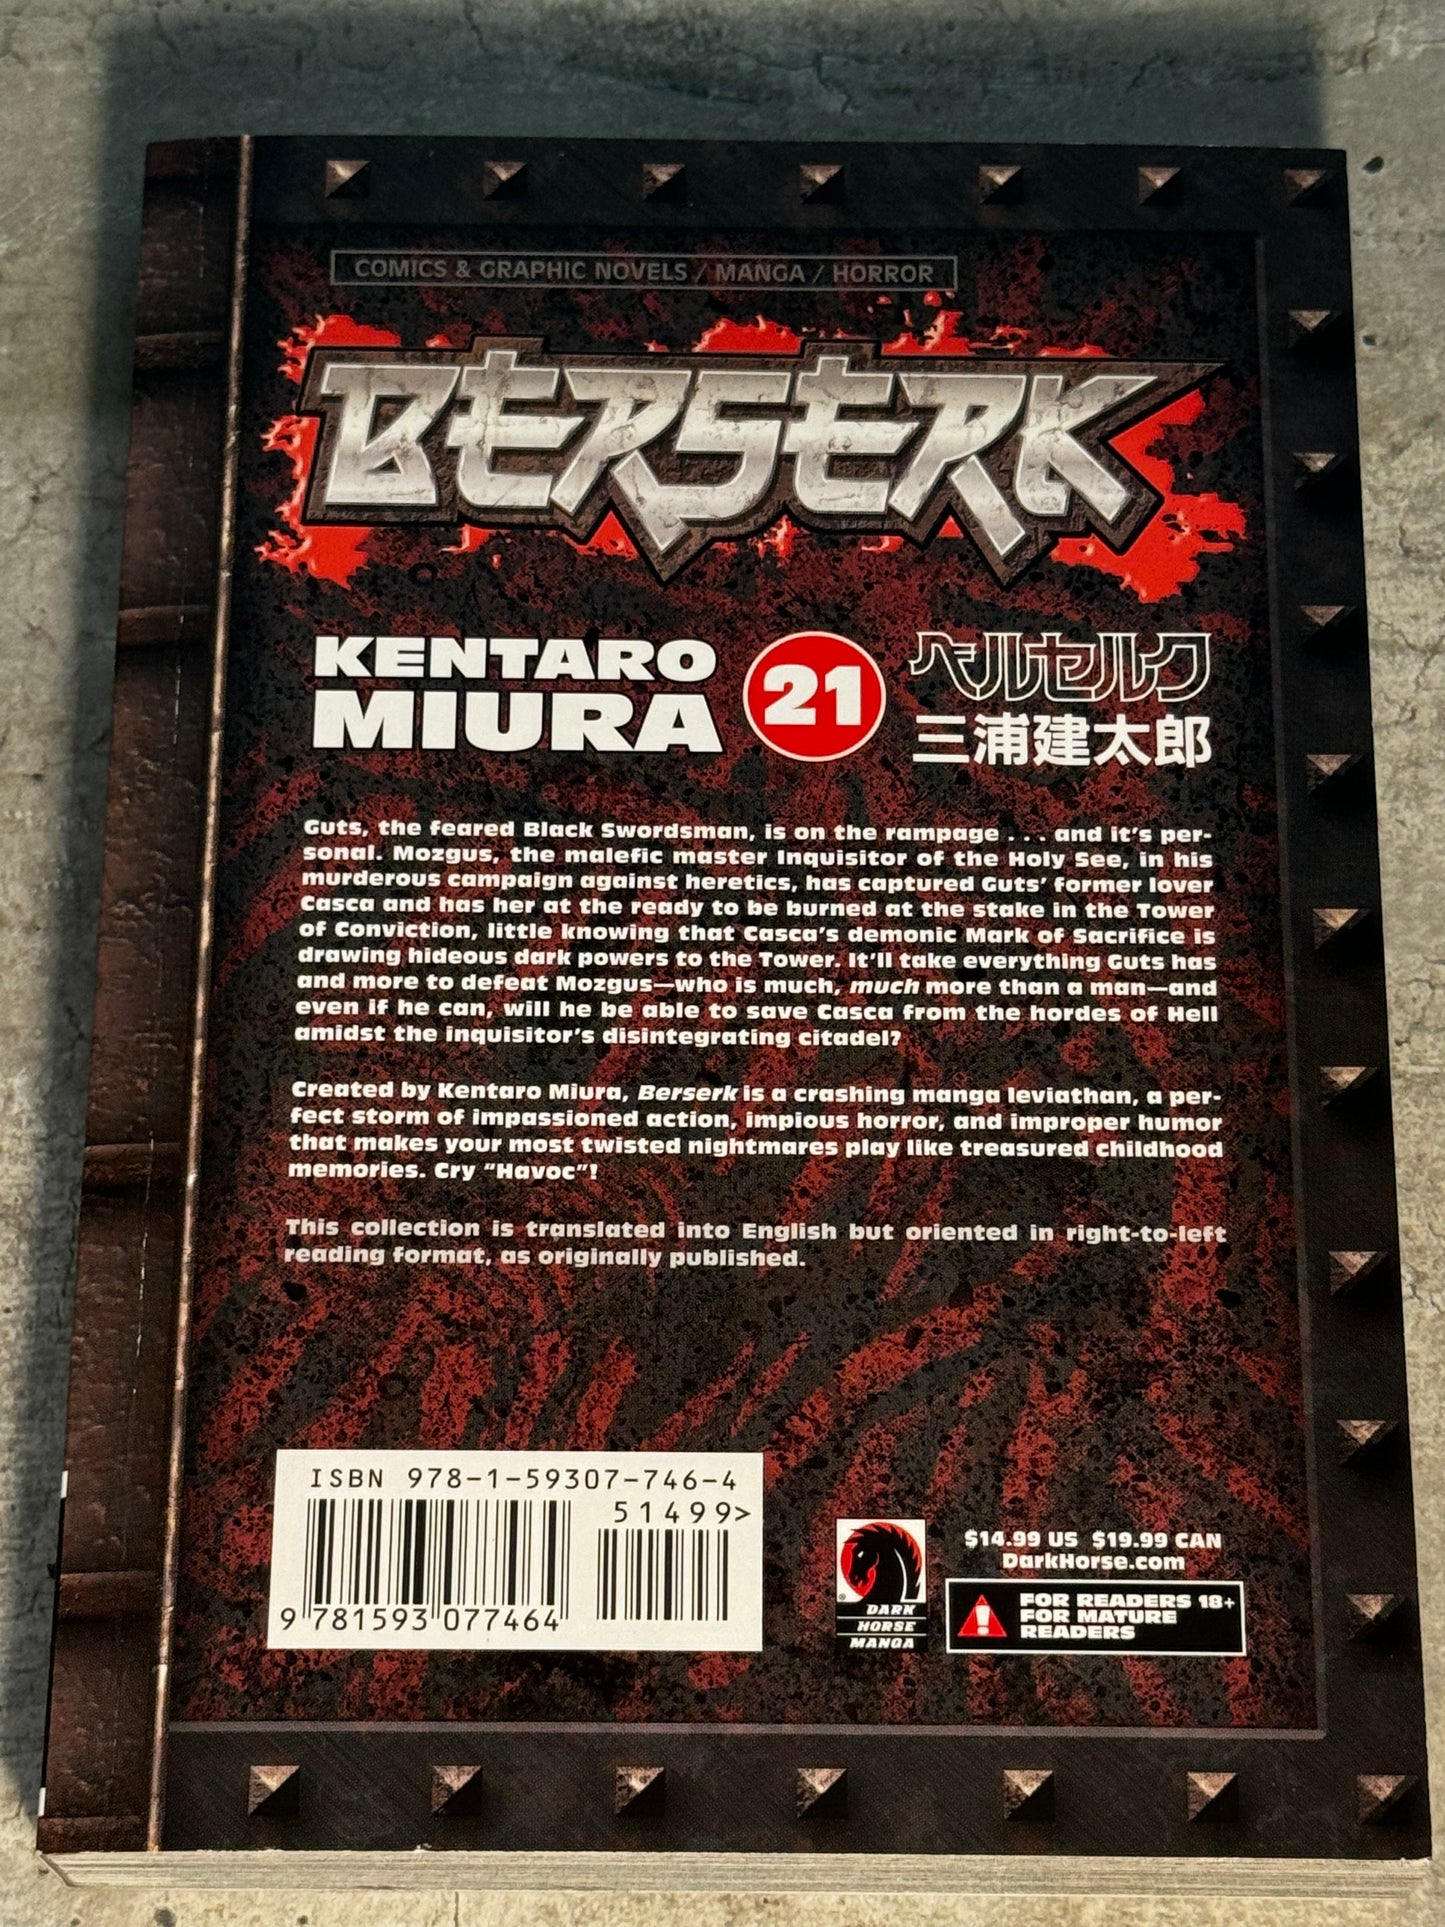 COMICS & GRAPHIC NOVELS / MANGA / HORROR
BERSERK
KENTARO
MIURA
21
ベルセルク
三浦建太郎
Guts, the feared Black Swordsman, is on the rampage . . . and it's per-
sonal. Mozgus, the malefic master Inquisitor of the Holy See, in his
murderous campaign against heretics, has captured Guts' former lover
Casca and has her at the ready to be burned at the stake in the Tower
of Conviction, little knowing that Casca's demonic Mark of Sacrifice is
drawing hideous dark powers to the Tower. It'll take everything Guts has
and more to defeat Mozgus—who is much, much more than a man—and
even if he can, will he be able to save Casca from the hordes of Hell
amidst the inquisitor's disintegrating citadel?
Created by Kentaro Miura, Berserk is a crashing manga leviathan, a per-
fect storm of impassioned action, impious horror, and improper humor
that makes your most twisted nightmares play like treasured childhood
memories. Cry "Havoc"!
This collection is translated into English but oriented in right-to-left
reading format, as originally published.
ISBN 978-1-59307-746-4
51499>
9 781593 077464
DARK
HORSE
MANGA
®
$14.99 US $19.99 CAN
DarkHorse.com
!
FOR READERS 18+
FOR MATURE
READERS